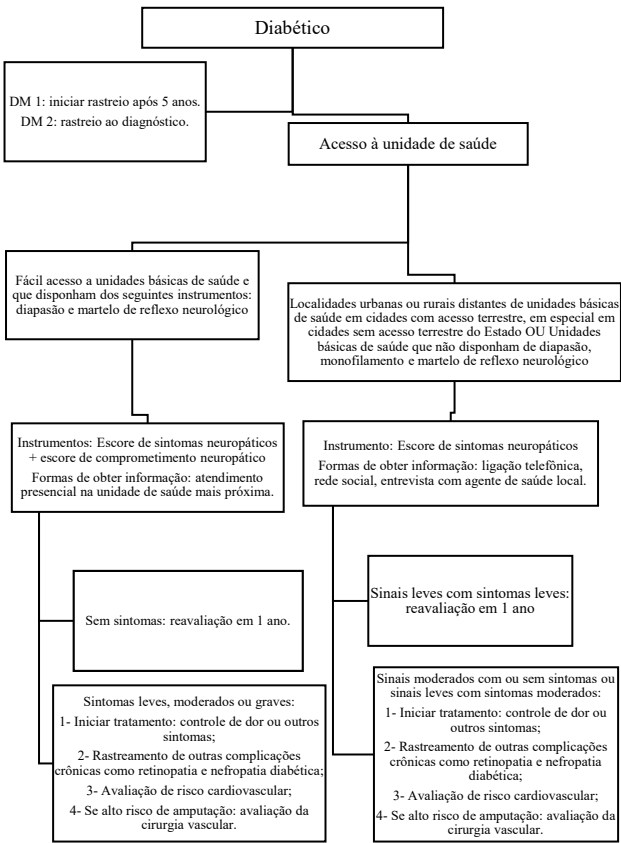 Diabético
DM 1: iniciar rastreio após 5 anos.
DM 2: rastreio ao diagnóstico.
Acesso à unidade de saúde
Fácil acesso a unidades básicas de saúde e
que disponham dos seguintes instrumentos:
diapasão e martelo de reflexo neurológico
Localidades urbanas ou rurais distantes de unidades básicas
de saúde em cidades com acesso terrestre, em especial em
cidades sem acesso terrestre do Estado OU Unidades
básicas de saúde que não disponham de diapasão,
monofilamento e martelo de reflexo neurológico
Instrumentos: Escore de sintomas neuropáticos
+ escore de comprometimento neuropático
Formas de obter informação: atendimento
presencial na unidade de saúde mais próxima.
Instrumento: Escore de sintomas neuropáticos
Formas de obter informação: ligação telefônica,
rede social, entrevista com agente de saúde local.
Sem sintomas: reavaliação em 1 ano.
Sinais leves com sintomas leves:
reavaliação em 1 ano
Sintomas leves, moderados ou graves:
1- Iniciar tratamento: controle de dor ou outros
sintomas;
2- Rastreamento de outras complicações
crônicas como retinopatia e nefropatia diabética;
3- Avaliação de risco cardiovascular;
4- Se alto risco de amputação: avaliação da
cirurgia vascular.
Sinais moderados com ou sem sintomas ou
sinais leves com sintomas moderados:
1- Iniciar tratamento: controle de dor ou
outros sintomas;
2- Rastreamento de outras complicações
crônicas como retinopatia e nefropatia
diabética;
3- Avaliação de risco cardiovascular;
4- Se alto risco de amputação: avaliação da
cirurgia vascular.